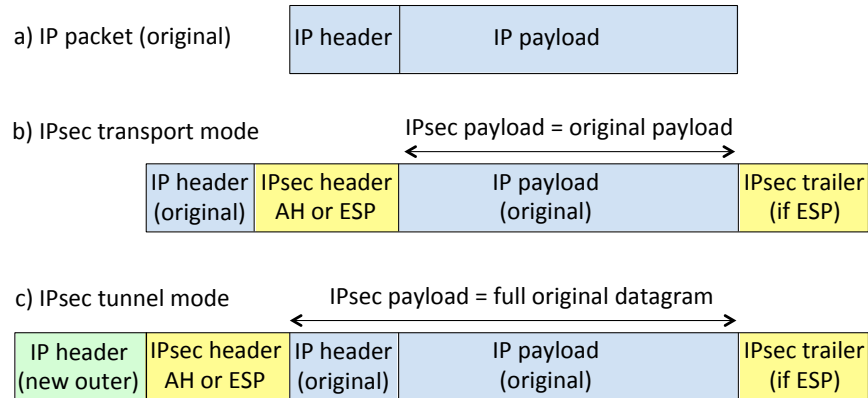 a) IP packet (original)
IP header
IP payload
b) IPsec transport mode
IPsec payload = original payload
IP header
(original)
IPsec header
AH or ESP
IP payload
(original)
IPsec trailer
(if ESP)
c) IPsec tunnel mode
IPsec payload = full original datagram
IP header
(new outer)
IPsec header
AH or ESP
IP header
(original)
IP payload
(original)
IPsec trailer
(if ESP)